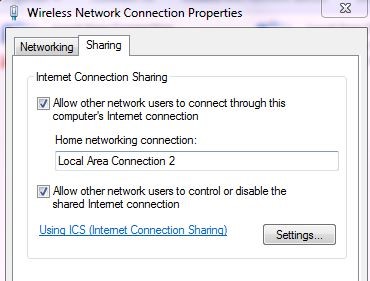 Wireless Network Connection Properties
Networking
Sharing
Internet Connection Sharing
Allow other network users to connect through this
computer's Internet connection
Home networking connection:
Local Area Connection 2
Allow other network users to control or disable the
shared Internet connection
Using ICS (Internet Connection Sharing)
Settings...